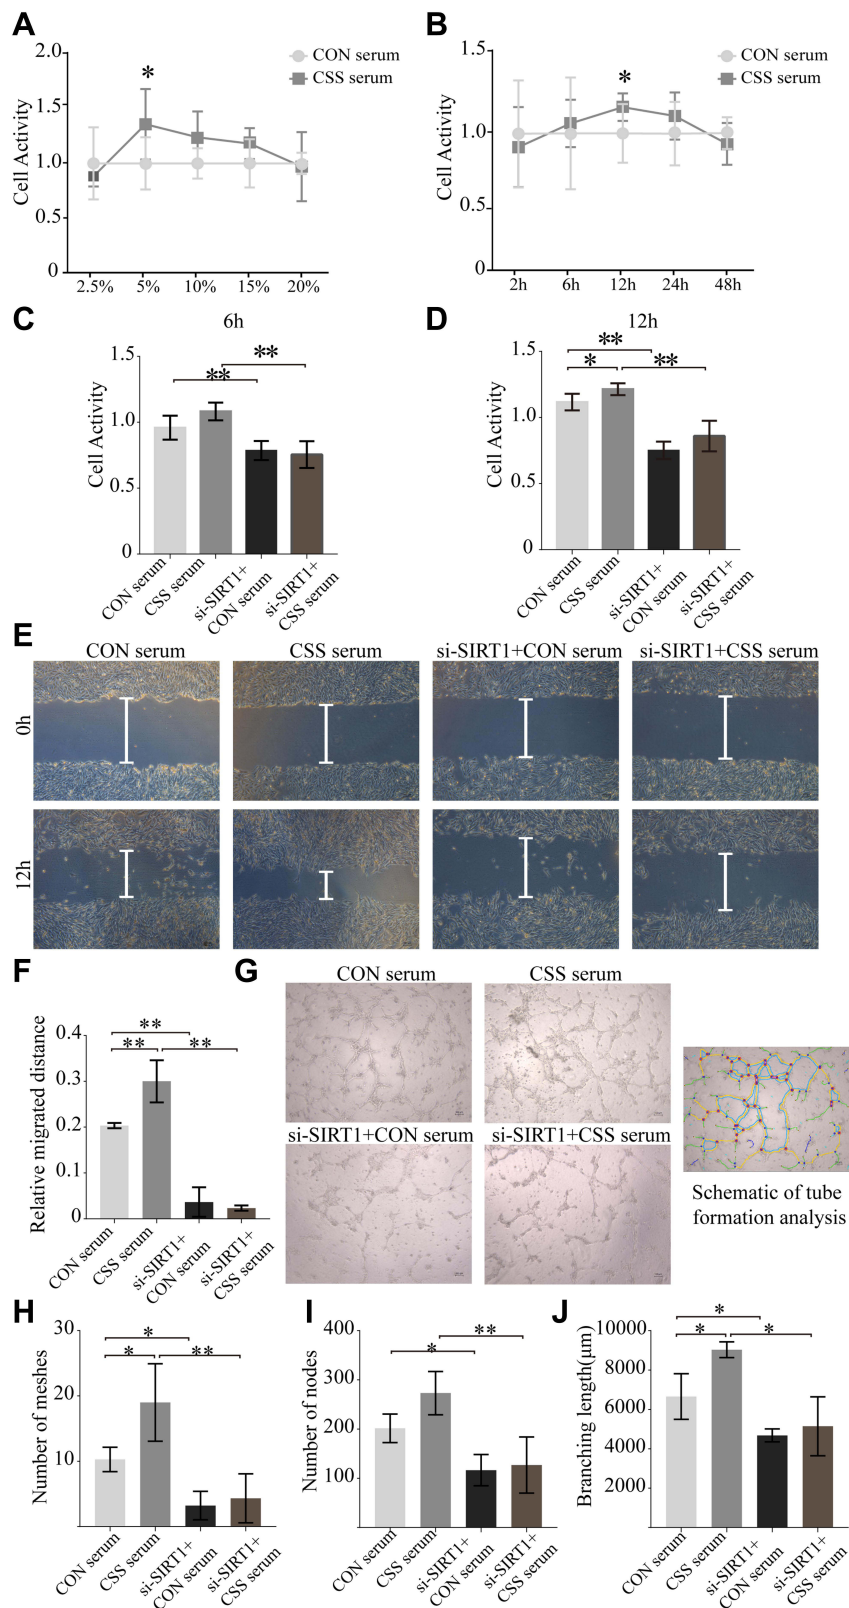 A
2.0
1.5
1.0
0.5
0
Cell Activity
*
CON serum
CSS serum
2.5% 5% 10% 15% 20%
B
1.5
1.0
0.5
0
Cell Activity
*
CON serum
CSS serum
2h 6h 12h 24h 48h
C
6h
1.5
1.0
0.5
0
Cell Activity
**
**
CON serum
CSS serum
si-SIRT1+
CON serum
si-SIRT1+
CSS serum
D
12h
1.5
1.0
0.5
0
Cell Activity
**
* **
CON serum
CSS serum
si-SIRT1+
CON serum
si-SIRT1+
CSS serum
E
CON serum CSS serum si-SIRT1+CON serum si-SIRT1+CSS serum
0h
12h
F
0.4
0.3
0.2
0.1
0
Relative migrated distance
**
** **
CON serum
CSS serum
si-SIRT1+
CON serum
si-SIRT1+
CSS serum
G
CON serum CSS serum
si-SIRT1+CON serum si-SIRT1+CSS serum
Schematic of tube
formation analysis
H
30
20
10
Number of meshes
*
* **
CON serum
CSS serum
si-SIRT1+
CON serum
si-SIRT1+
CSS serum
I
400
300
200
100
Number of nodes
**
*
CON serum
CSS serum
si-SIRT1+
CON serum
si-SIRT1+
CSS serum
J
10000
8000
6000
4000
2000
Branching length(μm)
*
* *
CON serum
CSS serum
si-SIRT1+
CON serum
si-SIRT1+
CSS serum